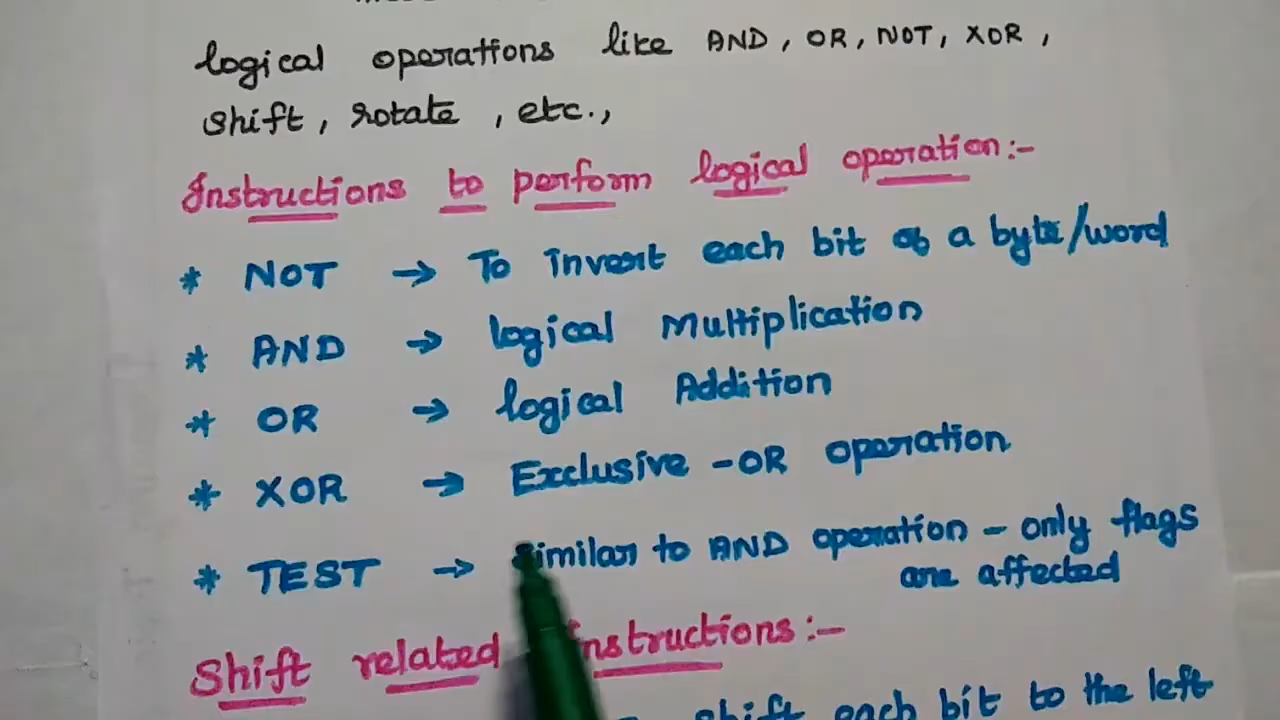 logical operations like AND, OR, NOT, XOR,
shift, rotate, etc.,
Instructions to perform logical operation:-
* NOT → To invert each bit of a byte/word
* AND → logical Multiplication
* OR → logical Addition
* XOR → Exclusive-OR operation
* TEST → Similar to AND operation - only flags
are affected
Shift related instructions:-
shift each bit to the left